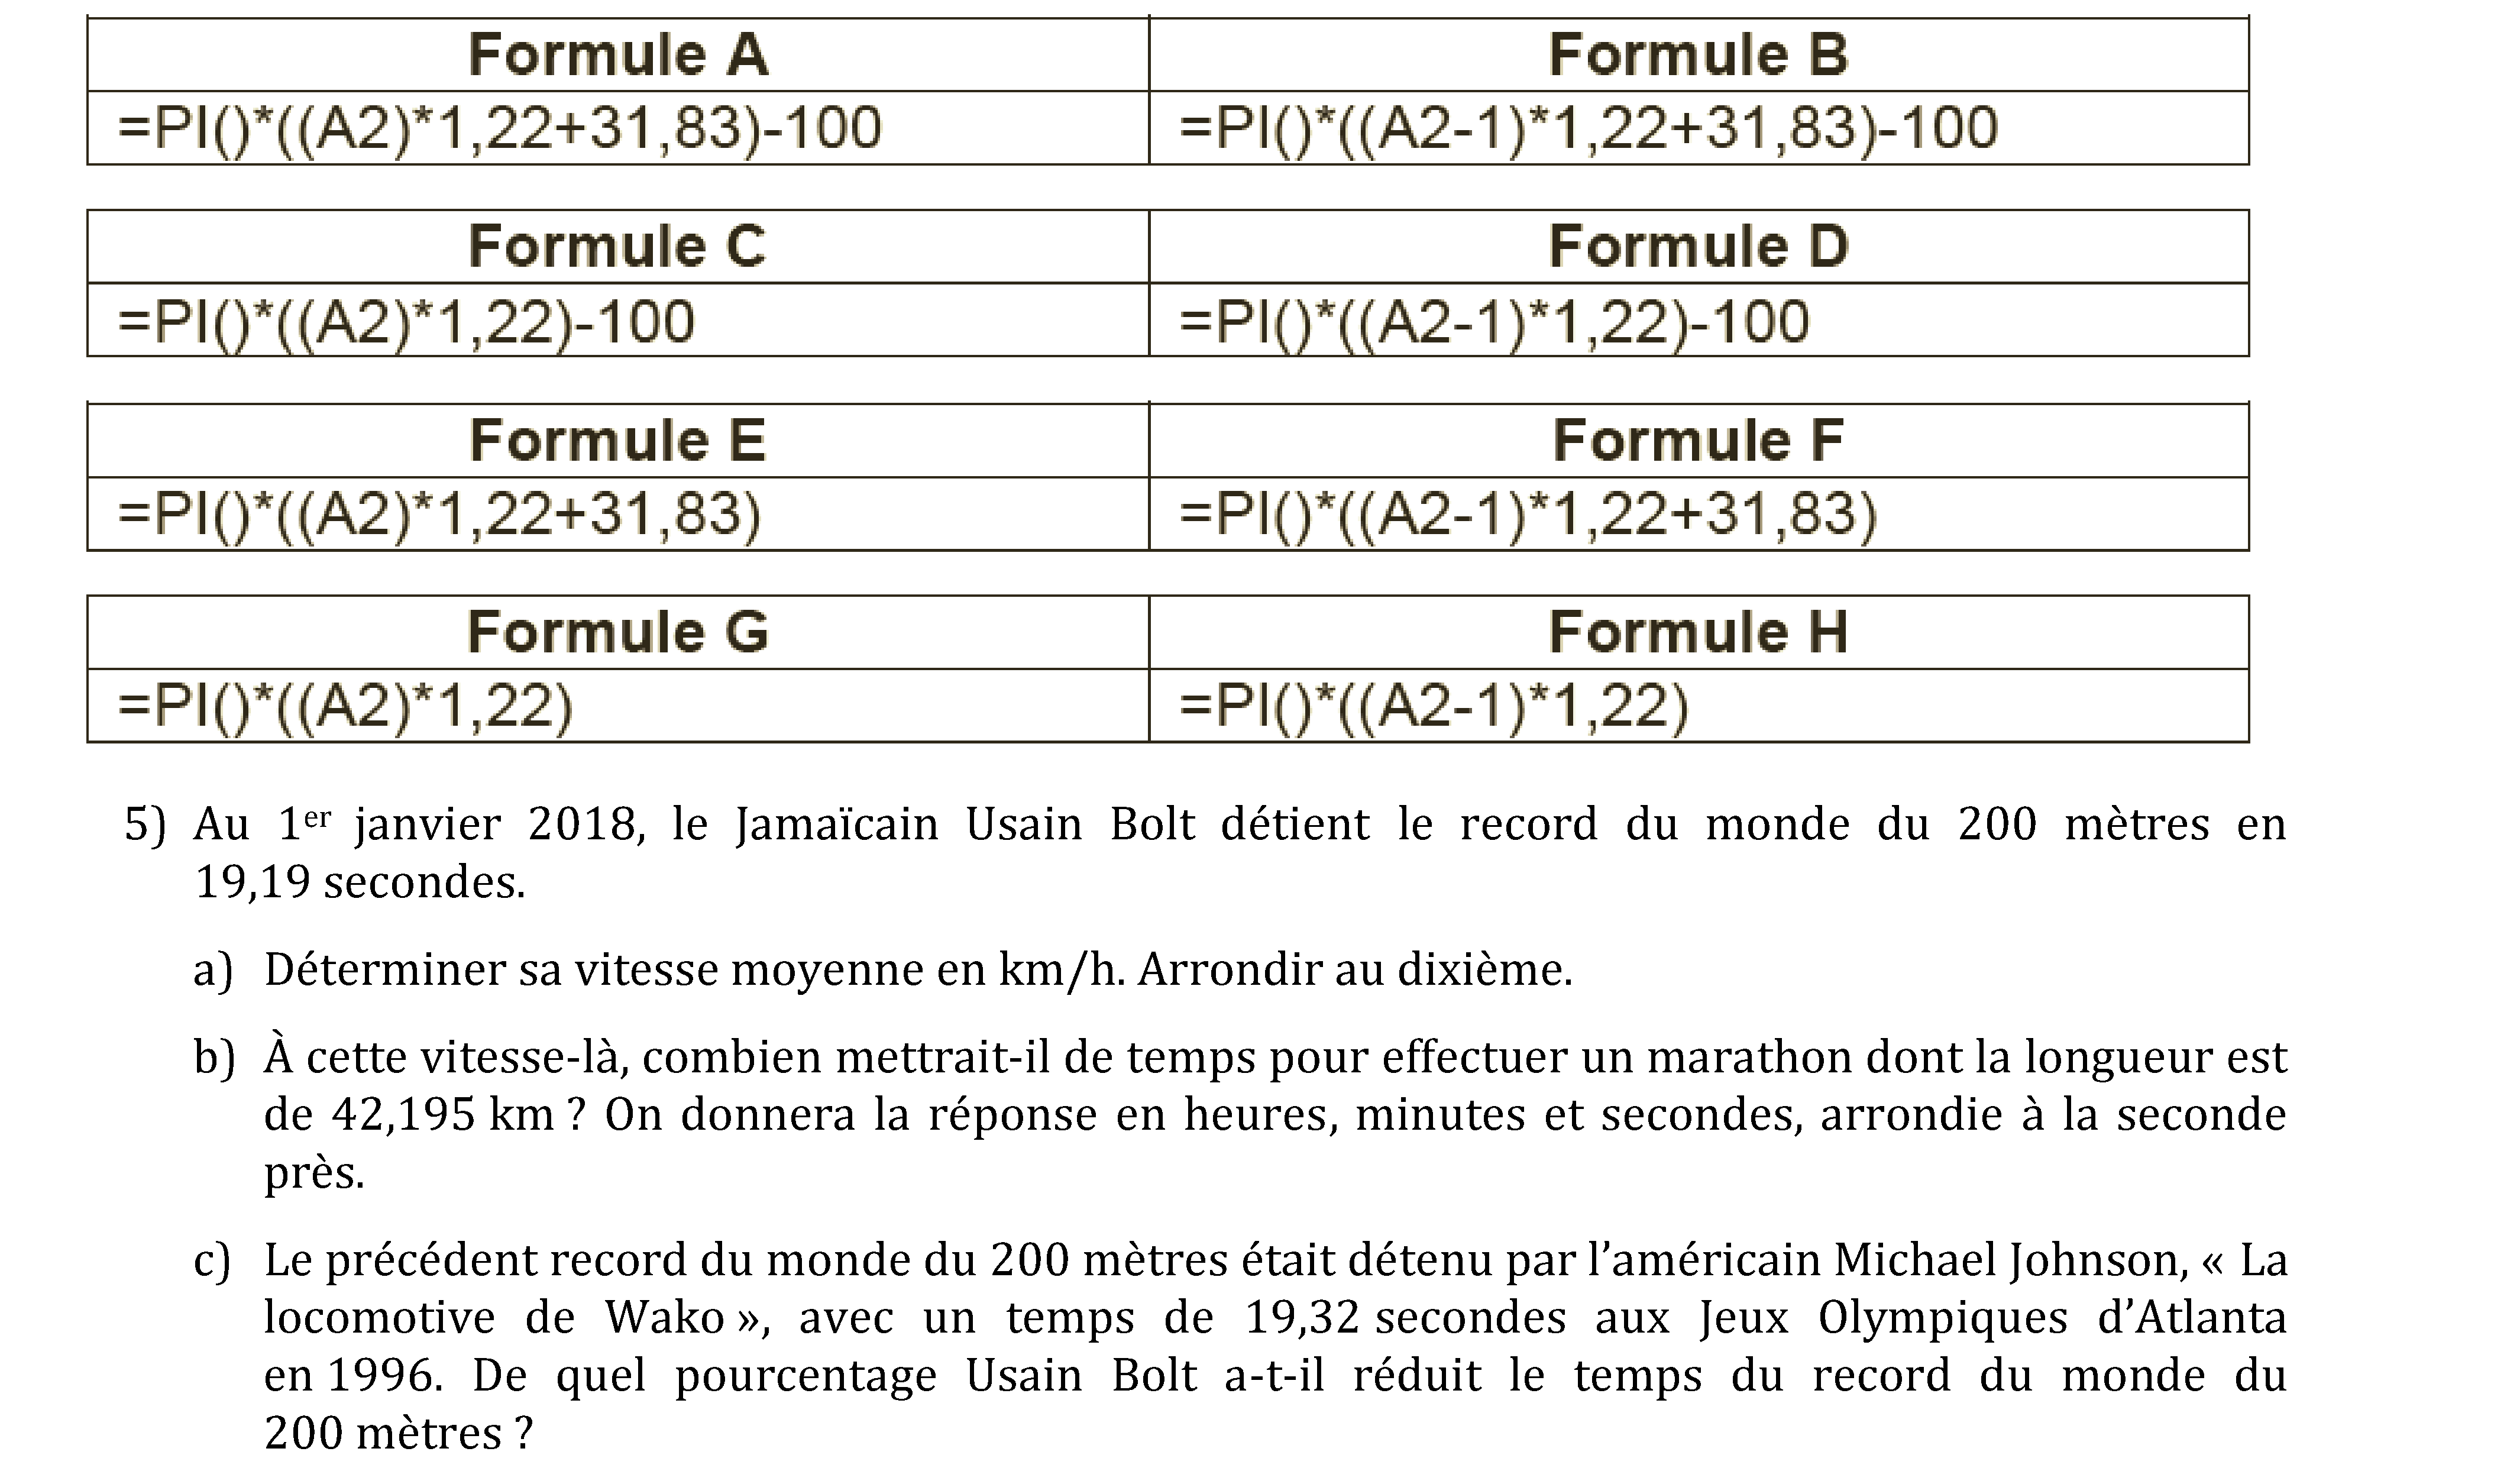 Formule A Formule B
=PI()*((A2)*1,22+31,83)-100 =PI()*((A2-1)*1,22+31,83)-100
Formule C Formule D
=PI()*((A2)*1,22)-100 =PI()*((A2-1)*1,22)-100
Formule E Formule F
=PI()*((A2)*1,22+31,83) =PI()*((A2-1)*1,22+31,83)
Formule G Formule H
=PI()*((A2)*1,22) =PI()*((A2-1)*1,22)
5) Au 1er janvier 2018, le Jamaïcain Usain Bolt détient le record du monde du 200 mètres en
19,19 secondes.
a) Déterminer sa vitesse moyenne en km/h. Arrondir au dixième.
b) À cette vitesse-là, combien mettrait-il de temps pour effectuer un marathon dont la longueur est
de 42,195 km ? On donnera la réponse en heures, minutes et secondes, arrondie à la seconde
près.
c) Le précédent record du monde du 200 mètres était détenu par l’américain Michael Johnson, « La
locomotive de Wako », avec un temps de 19,32 secondes aux Jeux Olympiques d’Atlanta
en 1996. De quel pourcentage Usain Bolt a-t-il réduit le temps du record du monde du
200 mètres ?